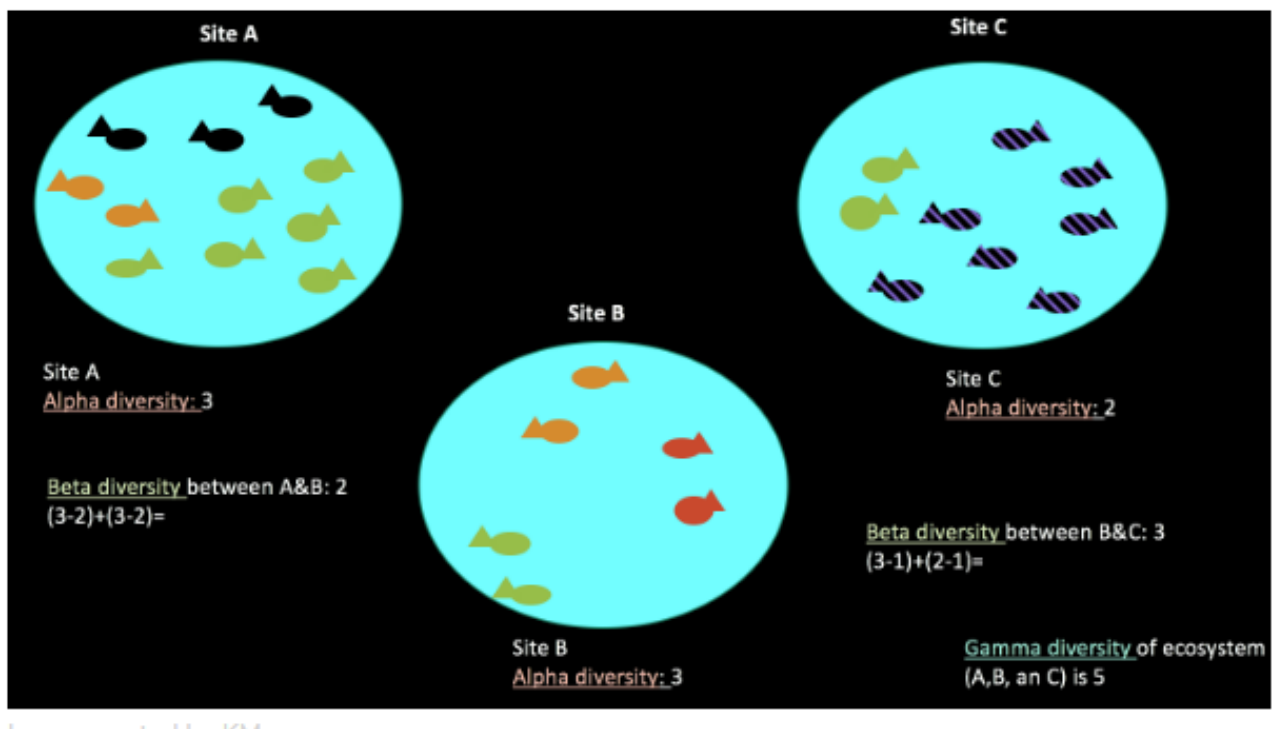 Site A
Site C
Site B
Site A
Alpha diversity: 3
Site C
Alpha diversity: 2
Beta diversity between A&B: 2
(3-2)+(3-2)=
Beta diversity between B&C: 3
(3-1)+(2-1)=
Site B
Alpha diversity: 3
Gamma diversity of ecosystem
(A,B, an C) is 5